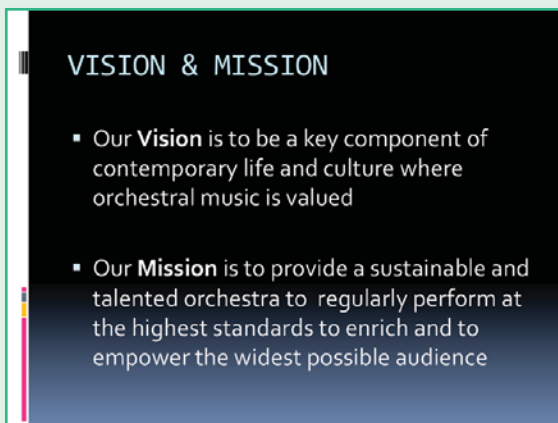 VISION & MISSION
▪ Our Vision is to be a key component of
contemporary life and culture where
orchestral music is valued
▪ Our Mission is to provide a sustainable and
talented orchestra to regularly perform at
the highest standards to enrich and to
empower the widest possible audience